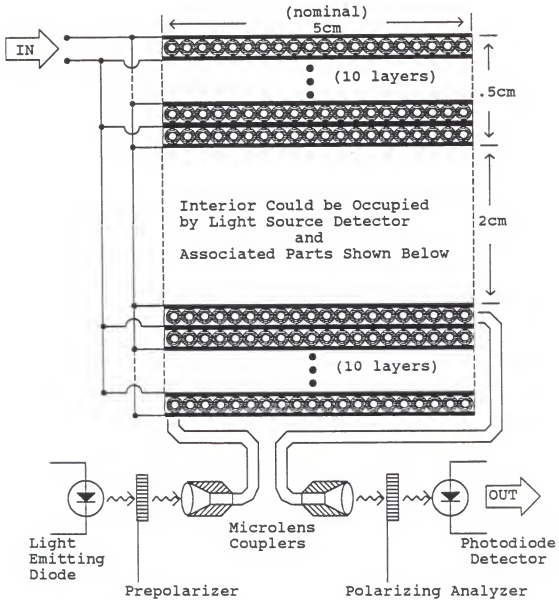 (nominal)
5cm
IN
(10 layers)
.5cm
Interior Could be Occupied
by Light Source Detector
and
Associated Parts Shown Below
2cm
(10 layers)
OUT
Microlens
Couplers
Light
Emitting
Diode
Photodiode
Detector
Prepolarizer
Polarizing Analyzer